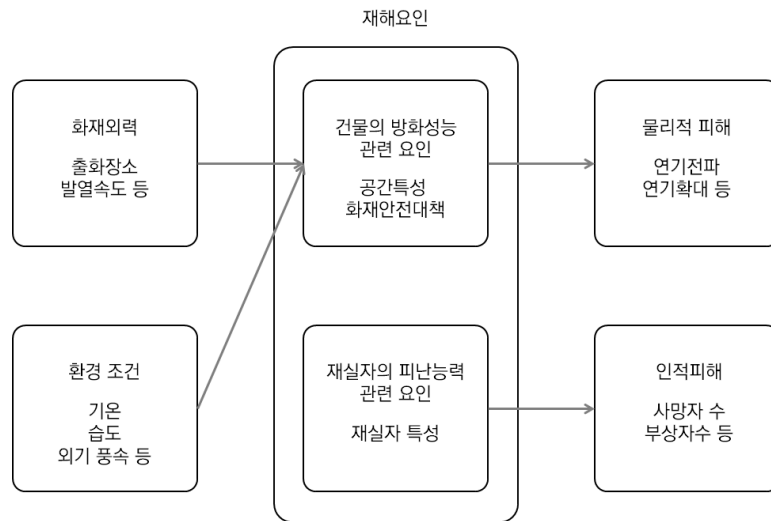 재해요인
화재외력
출화장소
발열속도 등
건물의 방화성능
관련 요인
공간특성
화재안전대책
물리적 피해
연기전파
연기확대 등
환경 조건
기온
습도
외기 풍속 등
재실자의 피난능력
관련 요인
재실자 특성
인적피해
사망자 수
부상자수 등